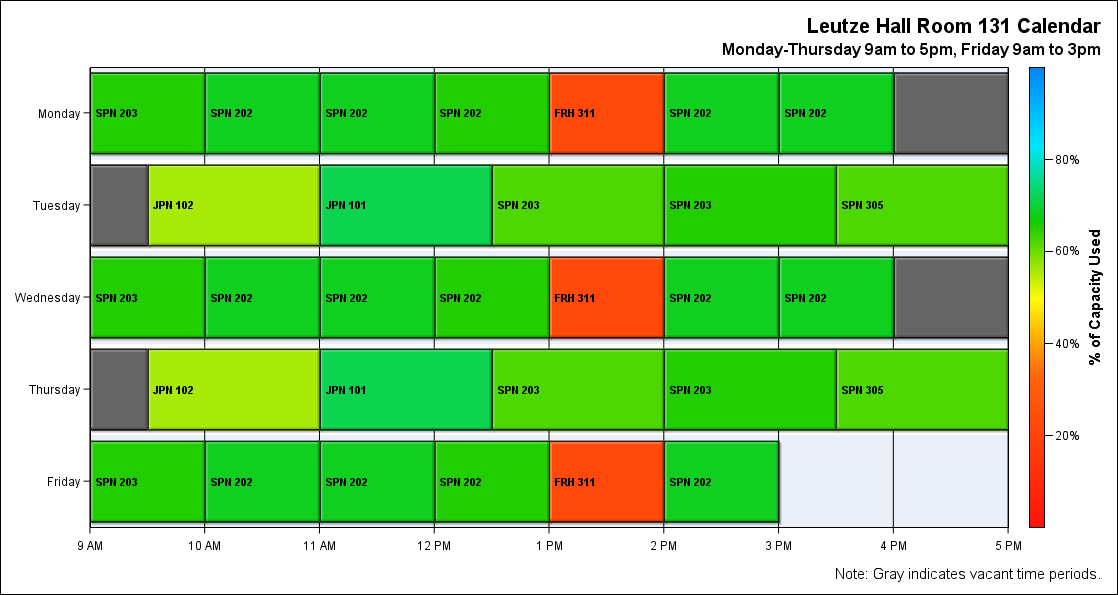 Leutze Hall Room 131 Calendar
Monday-Thursday 9am to 5pm, Friday 9am to 3pm
Monday
SPN 203
SPN 202
SPN 202
SPN 202
FRH 311
SPN 202
SPN 202
Tuesday
JPN 102
JPN 101
SPN 203
SPN 203
SPN 305
Wednesday
SPN 203
SPN 202
SPN 202
SPN 202
FRH 311
SPN 202
SPN 202
Thursday
JPN 102
JPN 101
SPN 203
SPN 203
SPN 305
Friday
SPN 203
SPN 202
SPN 202
SPN 202
FRH 311
SPN 202
9 AM
10 AM
11 AM
12 PM
1 PM
2 PM
3 PM
4 PM
5 PM
80%
60%
40%
20%
% of Capacity Used
Note: Gray indicates vacant time periods.